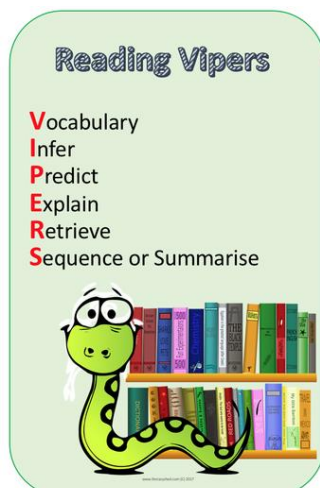 Reading Vipers
Vocabulary
Infer
Predict
Explain
Retrieve
Sequence or Summarise